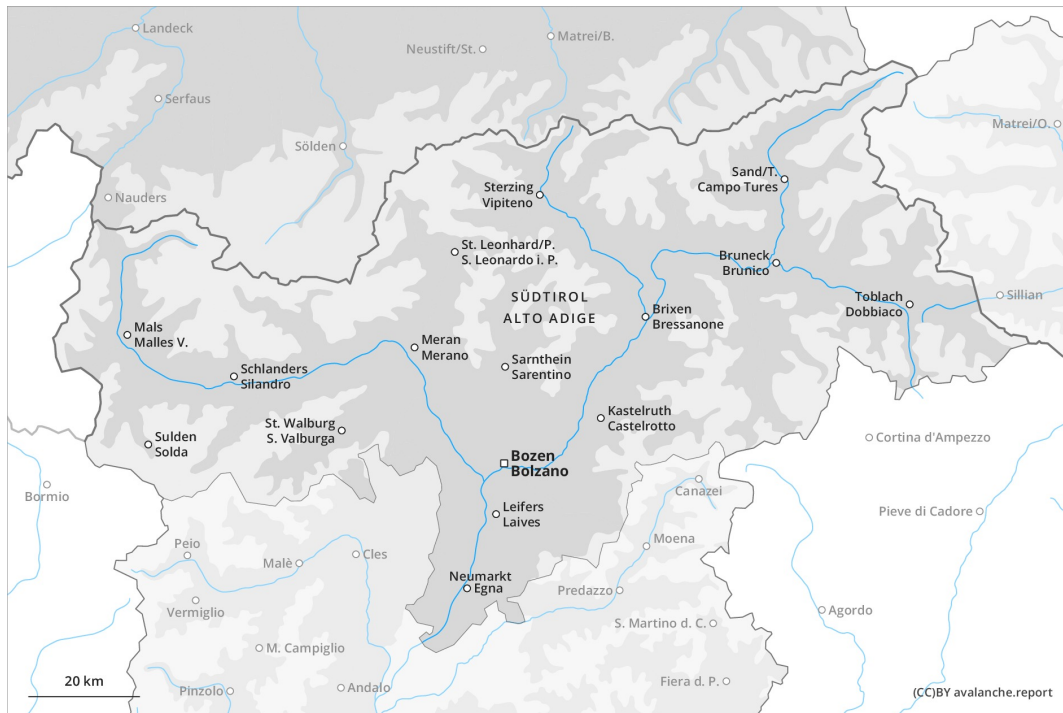 Landeck
Matrei/B.
Neustift/St.
Serfaus
Matrei/O.
Sölden
Sand/T.
Campo Tures
Sterzing
Vipiteno
Nauders
St. Leonhard/P.
S. Leonardo i. P.
Bruneck
Brunico
SÜDTIROL
ALTO ADIGE
Toblach
Dobbiaco
Sillian
Brixen
Bressanone
Mals
Malles V.
Meran
Merano
Sarnthein
Sarentino
Schlanders
Silandro
Kastelruth
Castelrotto
St. Walburg
S. Valburga
Sulden
Solda
Cortina d'Ampezzo
Bozen
Bolzano
Bormio
Canazei
Leifers
Laives
Pieve di Cadore
Moena
Peio
Cles
Malè
Neumarkt
Egna
Predazzo
Vermiglio
Agordo
S. Martino d. C.
M. Campiglio
20 km
Pinzolo
Andalo
Fiera d. P.
(CC)BY avalanche.report